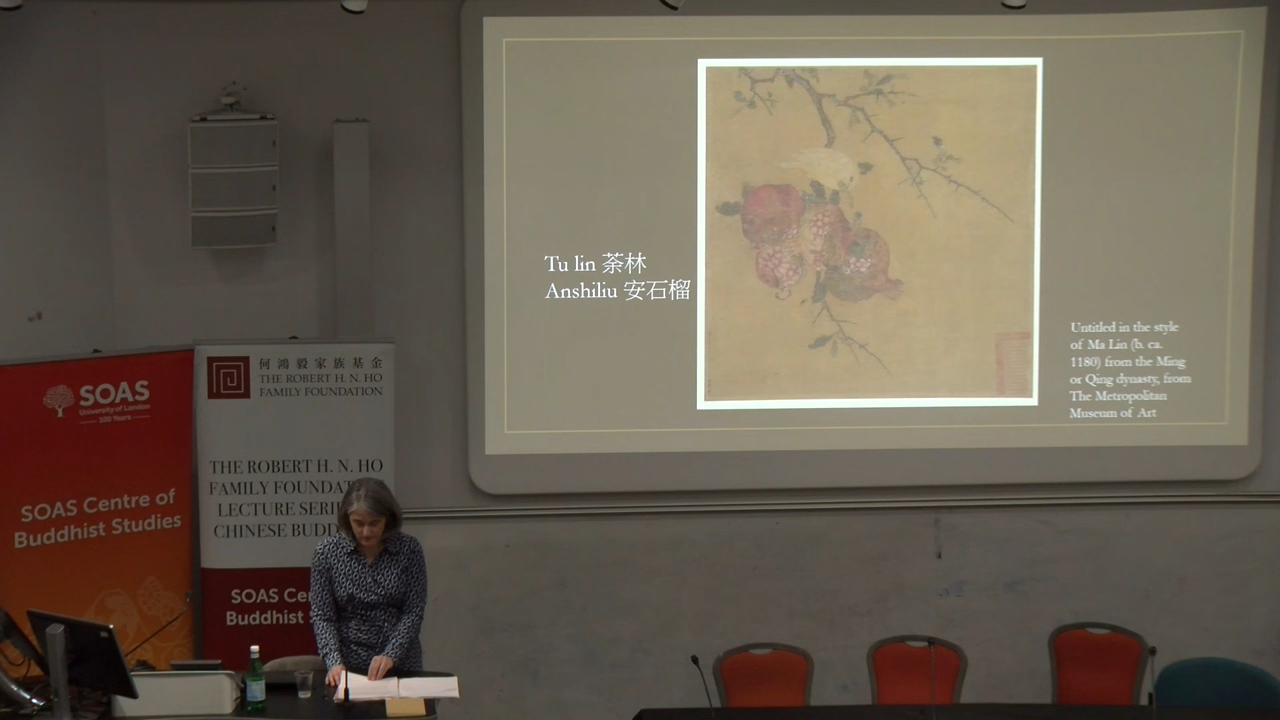 Tu lin 荼林
Anshiliu 安石榴
Untitled in the style
of Ma Lin (b. ca.
1180) from the Ming
or Qing dynasty, from
The Metropolitan
Museum of Art
SOAS
University of London
100 Years
SOAS Centre of
Buddhist Studies
何鴻毅家族基金
THE ROBERT H. N. HO
FAMILY FOUNDATION
THE ROBERT H. N. HO
FAMILY FOUNDAT
LECTURE SERI
CHINESE BUDD
SOAS Ce
Buddhist